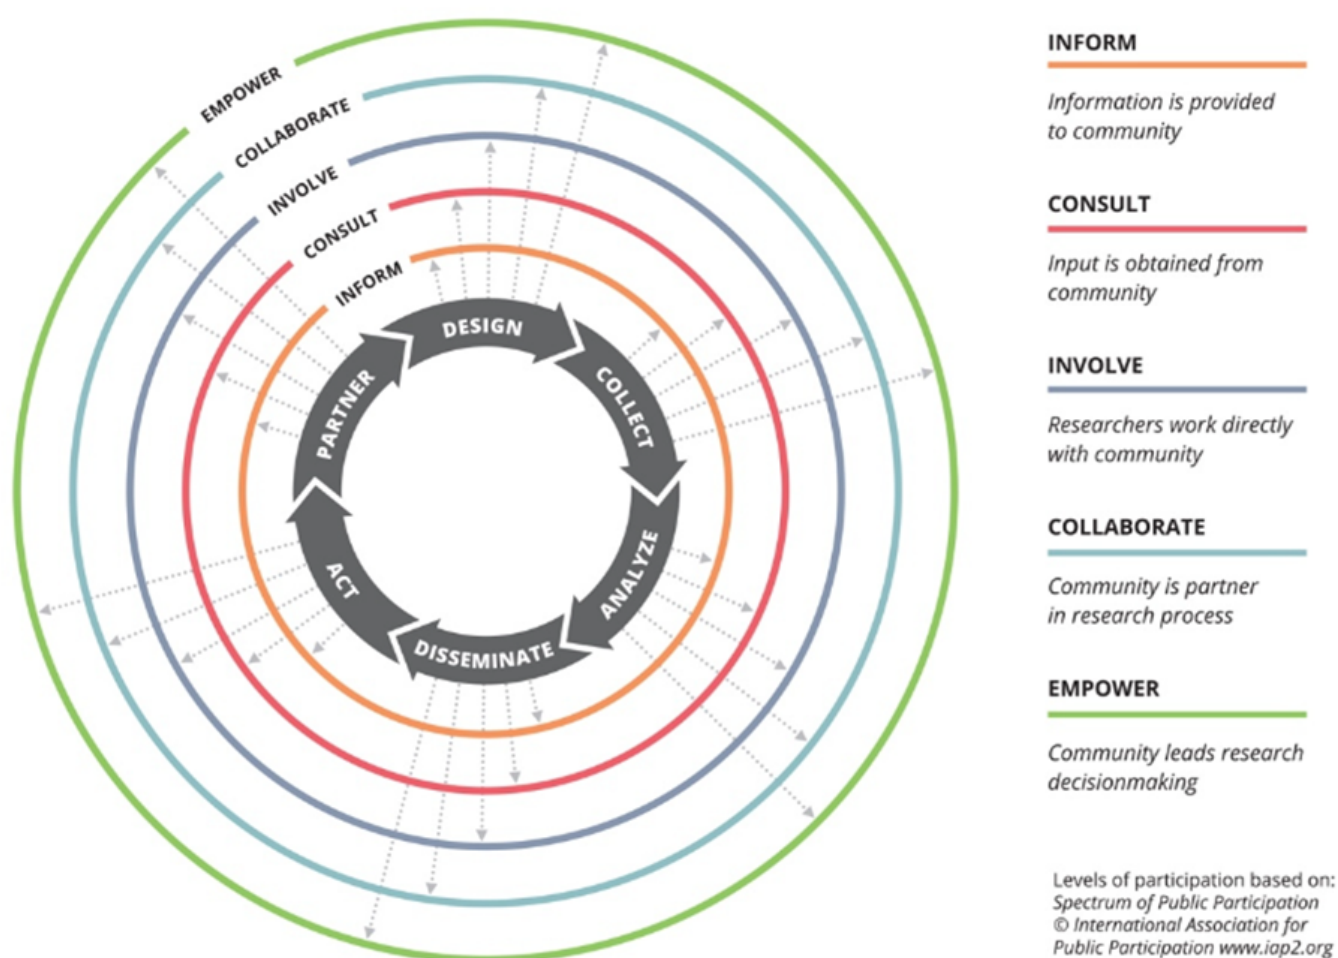 EMPOWER
COLLABORATE
INVOLVE
CONSULT
INFORM
DESIGN
COLLECT
ANALYZE
DISSEMINATE
ACT
PARTNER
INFORM
Information is provided
to community
CONSULT
Input is obtained from
community
INVOLVE
Researchers work directly
with community
COLLABORATE
Community is partner
in research process
EMPOWER
Community leads research
decisionmaking
Levels of participation based on:
Spectrum of Public Participation
© International Association for
Public Participation www.iap2.org